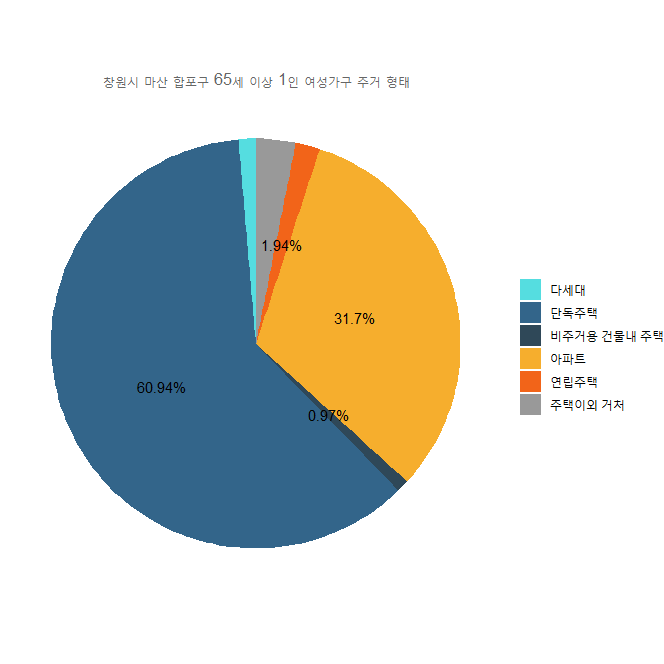 창원시 마산 합포구 65세 이상 1인 여성가구 주거 형태
1.94%
31.7%
60.94%
0.97%
다세대
단독주택
비주거용 건물내 주택
아파트
연립주택
주택이외 거처